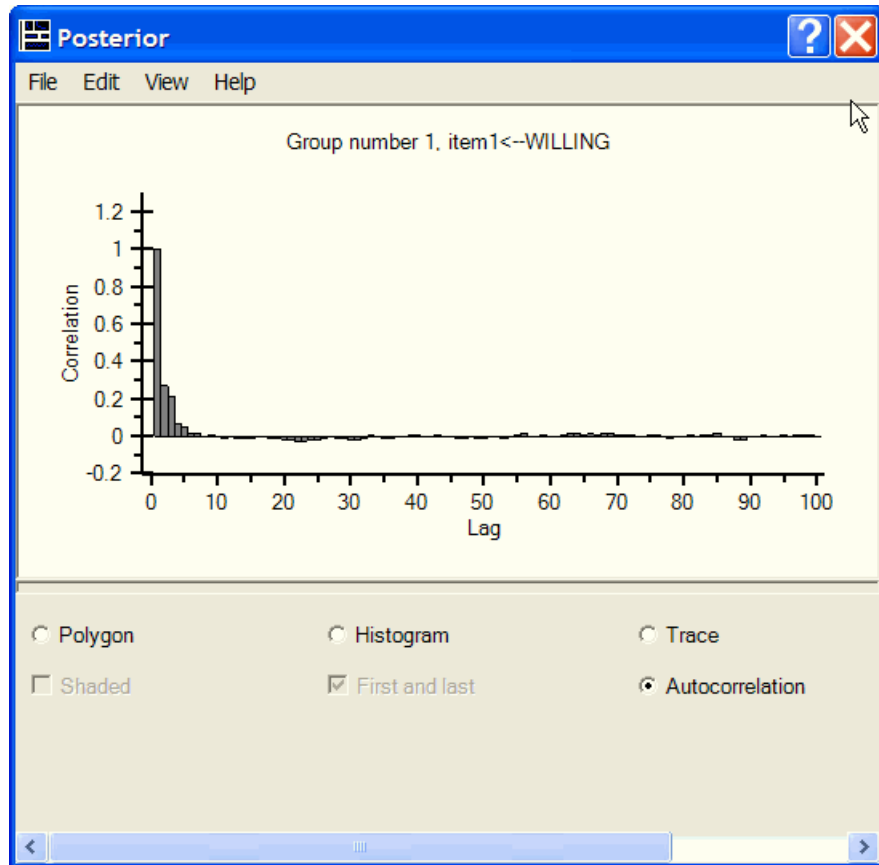 Posterior
File Edit View Help
Group number 1, item1<--WILLING
1.2
1
0.8
0.6
0.4
0.2
0
-0.2
Correlation
0 10 20 30 40 50 60 70 80 90 100
Lag
Polygon Histogram Trace
Shaded First and last Autocorrelation